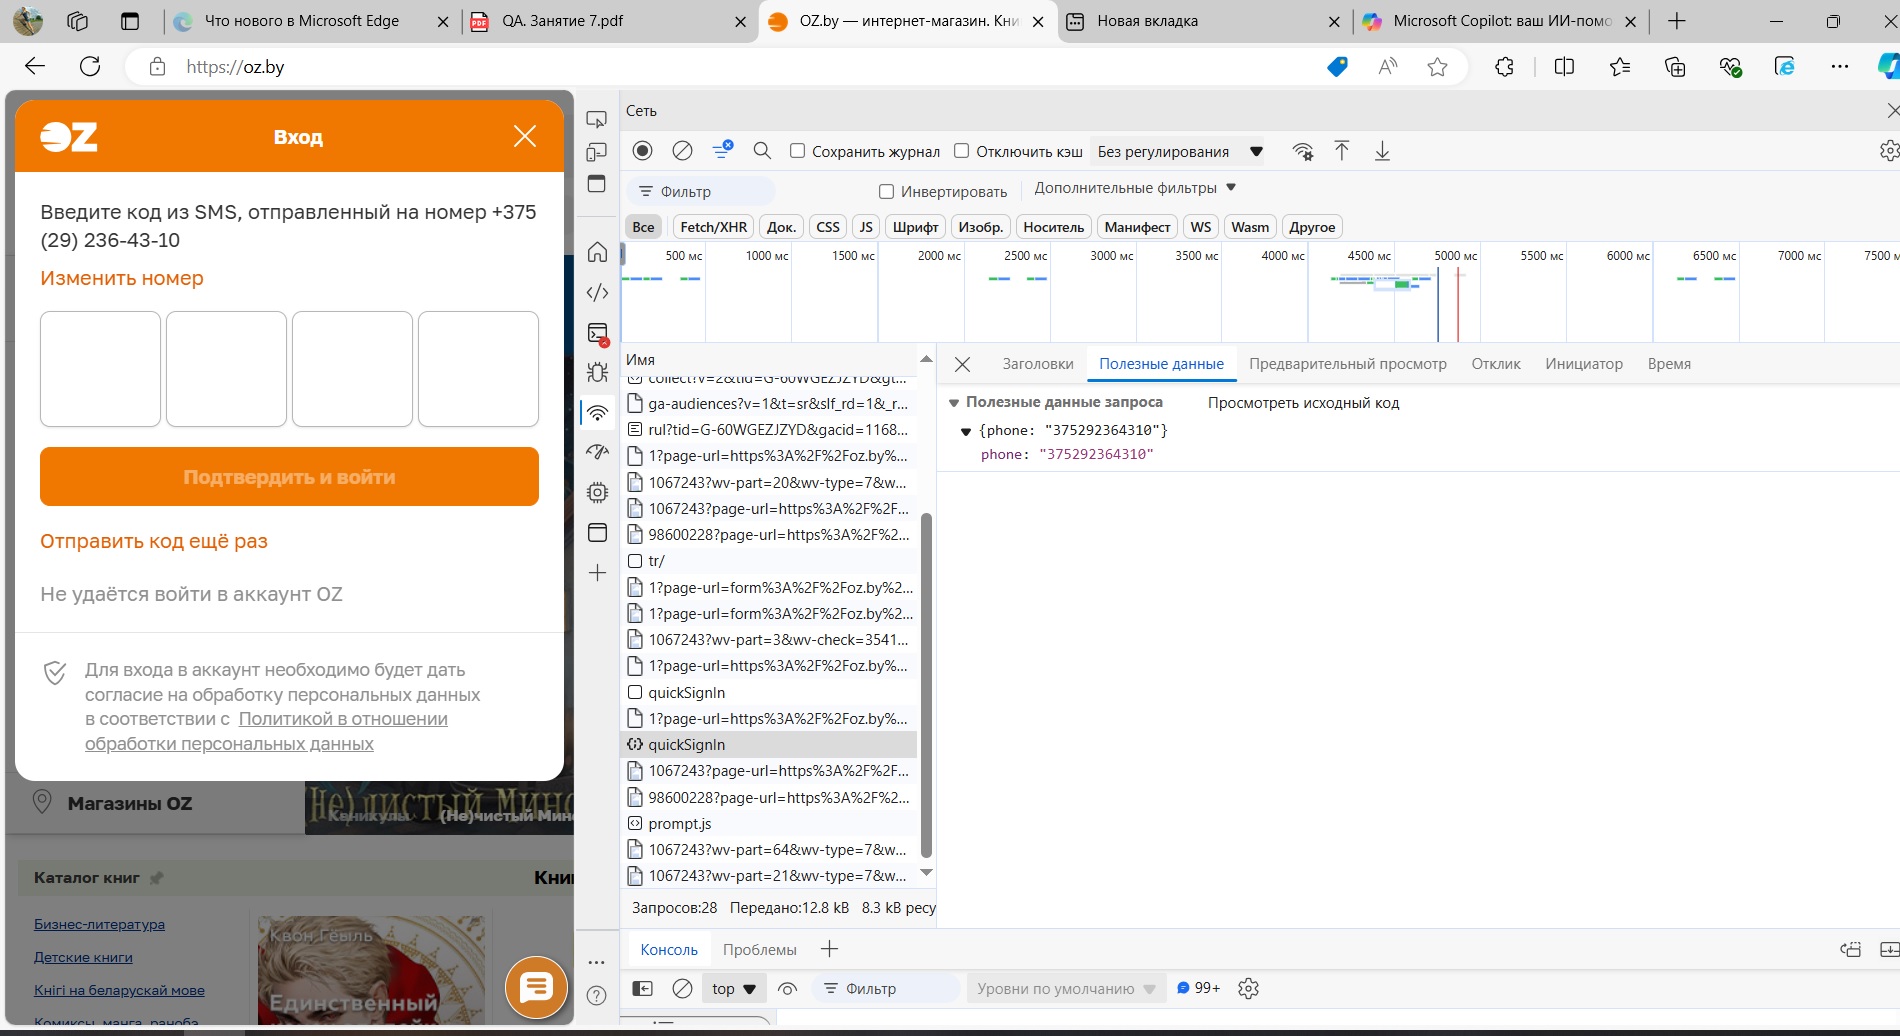 Что нового в Microsoft Edge
QA. Занятие 7.pdf
OZ.by — интернет-магазин. Кни
Новая вкладка
Microsoft Copilot: ваш ИИ-помо
https://oz.by
OZ
Вход
Введите код из SMS, отправленный на номер +375
(29) 236-43-10
Изменить номер
Подтвердить и войти
Отправить код ещё раз
Не удаётся войти в аккаунт OZ
Для входа в аккаунт необходимо будет дать
согласие на обработку персональных данных
в соответствии с Политикой в отношении
обработки персональных данных
Магазины OZ
(Не)чистый Минс
Каникулы
(Не)чистый Минс
Каталог книг
Кни
Бизнес-литература
Детские книги
Кнігі на беларускай мове
Комиксы, манга, ранобэ
Квон Гёыль
Единственный
Сеть
Сохранить журнал
Отключить кэш
Без регулирования
Фильтр
Инвертировать
Дополнительные фильтры
Все
Fetch/XHR
Док.
CSS
JS
Шрифт
Изобр.
Носитель
Манифест
WS
Wasm
Другое
500 мс
1000 мс
1500 мс
2000 мс
2500 мс
3000 мс
3500 мс
4000 мс
4500 мс
5000 мс
5500 мс
6000 мс
6500 мс
7000 мс
7500 м
Имя
collect?v=2&tid=G-60WGEZJZYD&gt...
ga-audiences?v=1&t=sr&slf_rd=1&_r...
rul?tid=G-60WGEZJZYD&gacid=1168...
1?page-url=https%3A%2F%2Foz.by%...
1067243?wv-part=20&wv-type=7&w...
1067243?page-url=https%3A%2F%2F...
98600228?page-url=https%3A%2F%2...
tr/
1?page-url=form%3A%2F%2Foz.by%2...
1?page-url=form%3A%2F%2Foz.by%2...
1067243?wv-part=3&wv-check=3541...
1?page-url=https%3A%2F%2Foz.by%...
quickSignIn
1?page-url=https%3A%2F%2Foz.by%...
quickSignIn
1067243?page-url=https%3A%2F%2F...
98600228?page-url=https%3A%2F%2...
prompt.js
1067243?wv-part=64&wv-type=7&w...
1067243?wv-part=21&wv-type=7&w...
Запросов:28
Передано:12.8 kB
8.3 kB ресу
Заголовки
Полезные данные
Предварительный просмотр
Отклик
Инициатор
Время
Полезные данные запроса
Просмотреть исходный код
{phone: "375292364310"}
phone: "375292364310"
Консоль
Проблемы
top
Фильтр
Уровни по умолчанию
99+